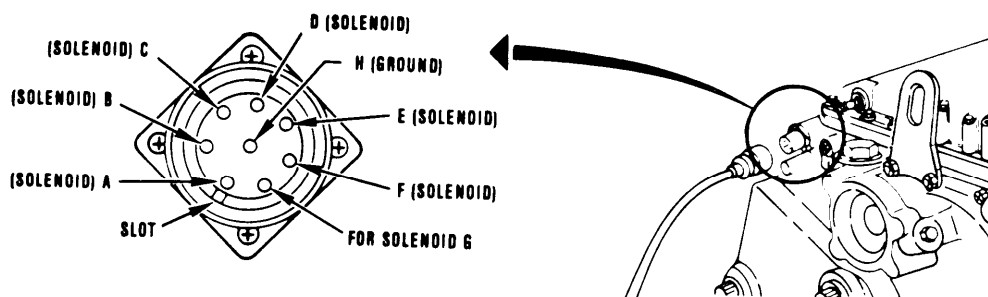 D (SOLENOID)
(SOLENOID) C
H (GROUND)
(SOLENOID) B
E (SOLENOID)
(SOLENOID) A
F (SOLENOID)
SLOT
FOR SOLENOID G